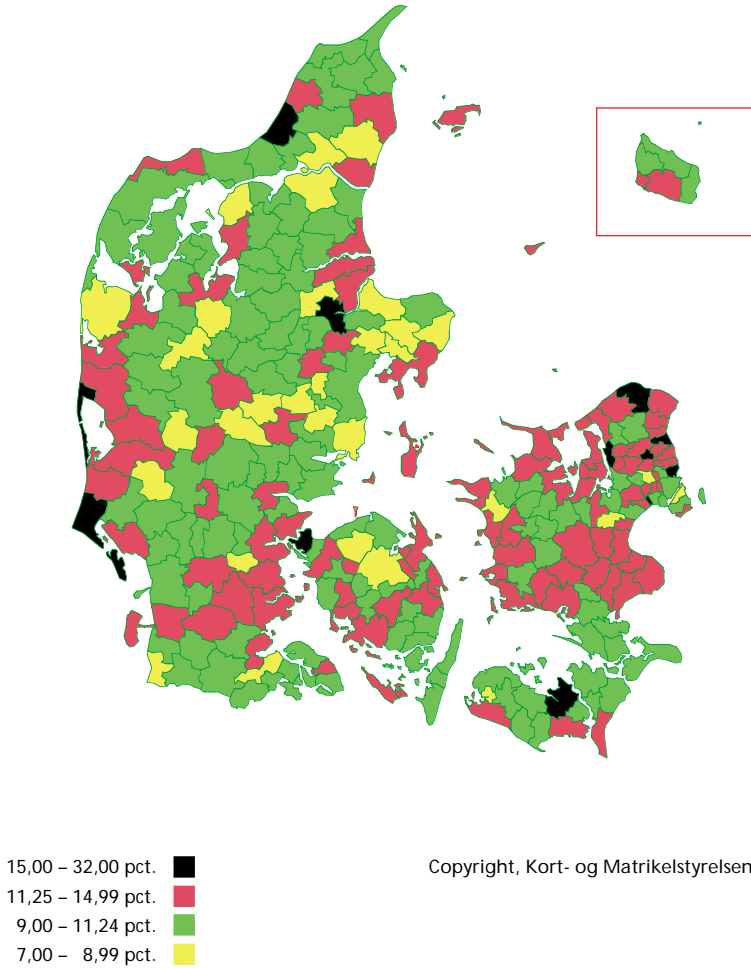 15,00 – 32,00 pct.
Copyright, Kort- og Matrikelstyrelsen
11,25 – 14,99 pct.
9,00 – 11,24 pct.
7,00 – 8,99 pct.